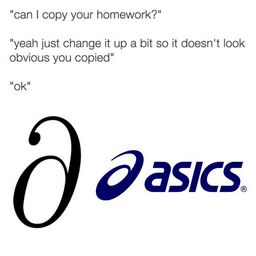 "can I copy your homework?"
"yeah just change it up a bit so it doesn't look
obvious you copied"
"ok"
∂ asics®